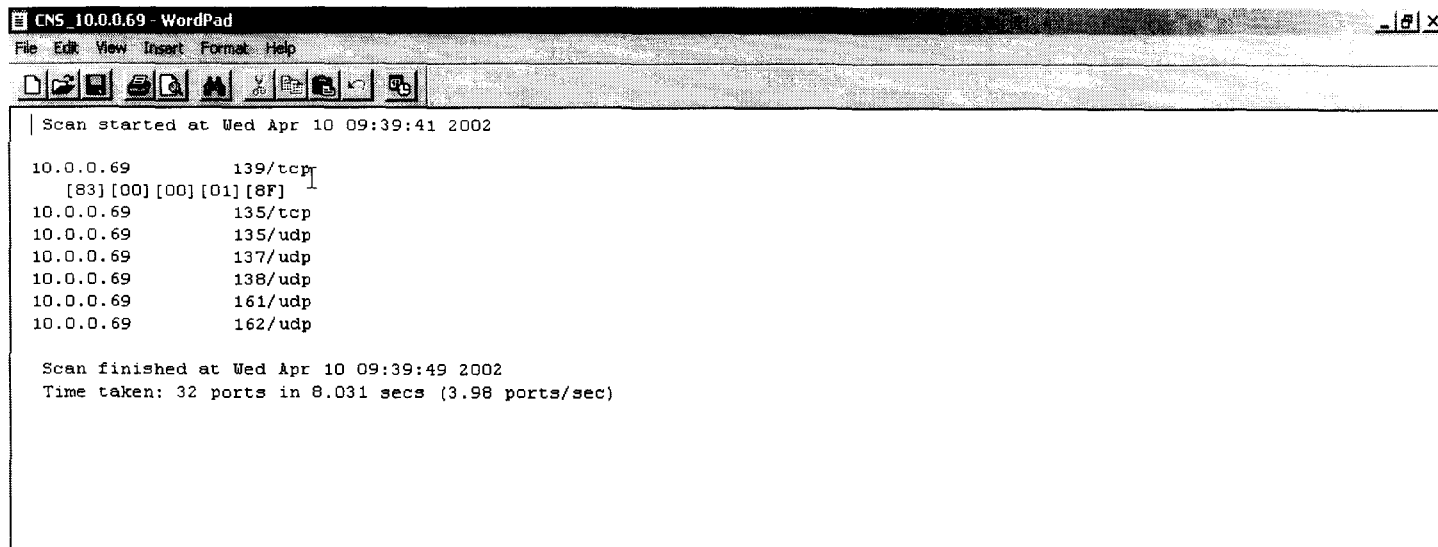 CNS_10.0.0.69 - WordPad
File Edit View Insert Format Help
Scan started at Wed Apr 10 09:39:41 2002
10.0.0.69 139/tcp
[83][00][00][01][8F]
10.0.0.69 135/tcp
10.0.0.69 135/udp
10.0.0.69 137/udp
10.0.0.69 138/udp
10.0.0.69 161/udp
10.0.0.69 162/udp
Scan finished at Wed Apr 10 09:39:49 2002
Time taken: 32 ports in 8.031 secs (3.98 ports/sec)